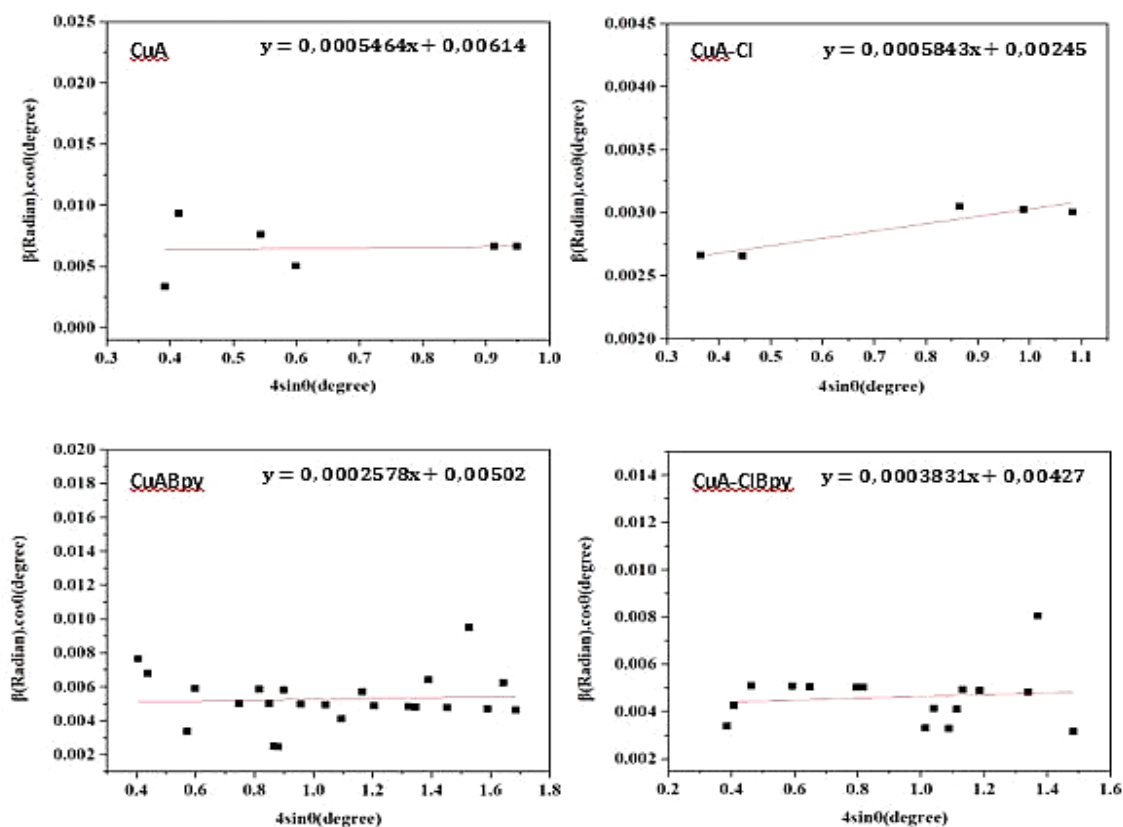 CuA
y = 0,0005464x + 0,00614
β(Radian).cosθ(degree)
0.025
0.020
0.015
0.010
0.005
0.000
0.3 0.4 0.5 0.6 0.7 0.8 0.9 1.0
4sinθ(degree)
CuA-Cl
y = 0,0005843x + 0,00245
β(Radian).cosθ(degree)
0.0045
0.0040
0.0035
0.0030
0.0025
0.0020
0.3 0.4 0.5 0.6 0.7 0.8 0.9 1.0 1.1
4sinθ(degree)
CuABpy
y = 0,0002578x + 0,00502
β(Radian).cosθ(degree)
0.020
0.018
0.016
0.014
0.012
0.010
0.008
0.006
0.004
0.002
0.4 0.6 0.8 1.0 1.2 1.4 1.6 1.8
4sinθ(degree)
CuA-ClBpy
y = 0,0003831x + 0,00427
β(Radian).cosθ(degree)
0.014
0.012
0.010
0.008
0.006
0.004
0.002
0.2 0.4 0.6 0.8 1.0 1.2 1.4 1.6
4sinθ(degree)